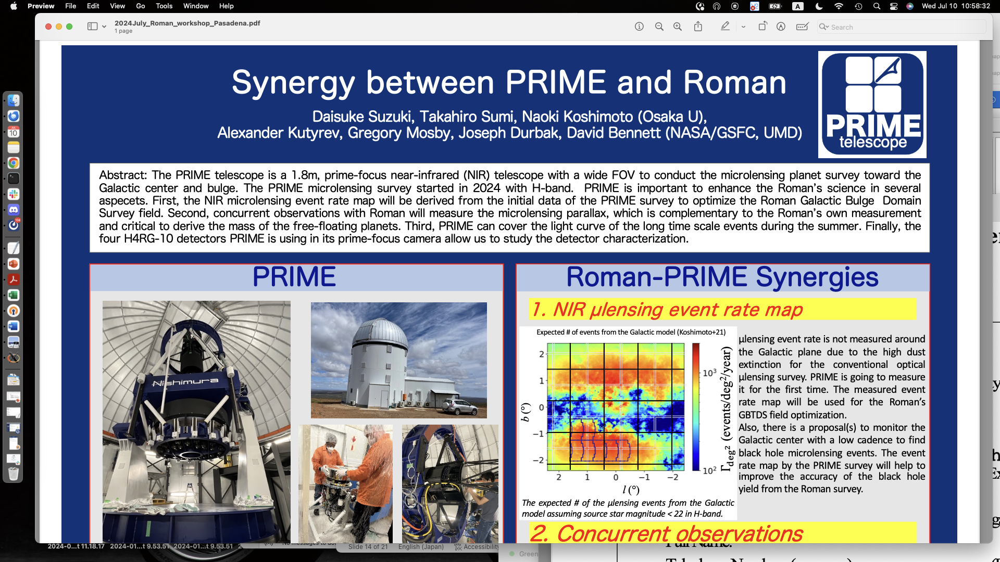 Preview File Edit View Go Tools Window Help
A
Wed Jul 10 10:58:32
2024July_Roman_workshop_Pasadena.pdf
1 page
Search
Synergy between PRIME and Roman
Daisuke Suzuki, Takahiro Sumi, Naoki Koshimoto (Osaka U),
Alexander Kutyrev, Gregory Mosby, Joseph Durbak, David Bennett (NASA/GSFC, UMD)
PRIME
telescope
Abstract: The PRIME telescope is a 1.8m, prime-focus near-infrared (NIR) telescope with a wide FOV to conduct the microlensing planet survey toward the
Galactic center and bulge. The PRIME microlensing survey started in 2024 with H-band. PRIME is important to enhance the Roman's science in several
aspecets. First, the NIR microlensing event rate map will be derived from the initial data of the PRIME survey to optimize the Roman Galactic Bulge Domain
Survey field. Second, concurrent observations with Roman will measure the microlensing parallax, which is complementary to the Roman's own measurement
and critical to derive the mass of the free-floating planets. Third, PRIME can cover the light curve of the long time scale events during the summer. Finally, the
four H4RG-10 detectors PRIME is using in its prime-focus camera allow us to study the detector characterization.
PRIME
Nishimura
Roman-PRIME Synergies
1. NIR μlensing event rate map
Expected # of events from the Galactic model (Koshimoto+21)
2
1
0
−1
−2
b (°)
2 1 0 −1 −2
l (°)
10³
10²
Γdeg² (events/deg²/year)
The expected # of the μlensing events from the Galactic
model assuming source star magnitude < 22 in H-band.
μlensing event rate is not measured around
the Galactic plane due to the high dust
extinction for the conventional optical
μlensing survey. PRIME is going to measure
it for the first time. The measured event
rate map will be used for the Roman's
GBTDS field optimization.
Also, there is a proposal(s) to monitor the
Galactic center with a low cadence to find
black hole microlensing events. The event
rate map by the PRIME survey will help to
improve the accuracy of the black hole
yield from the Roman survey.
2. Concurrent observations
2024-0...t 11.18.17 2024-01...t 9.53.51 2024-01...t 9.53.51
Slide 14 of 21 English (Japan) Accessibility
Green